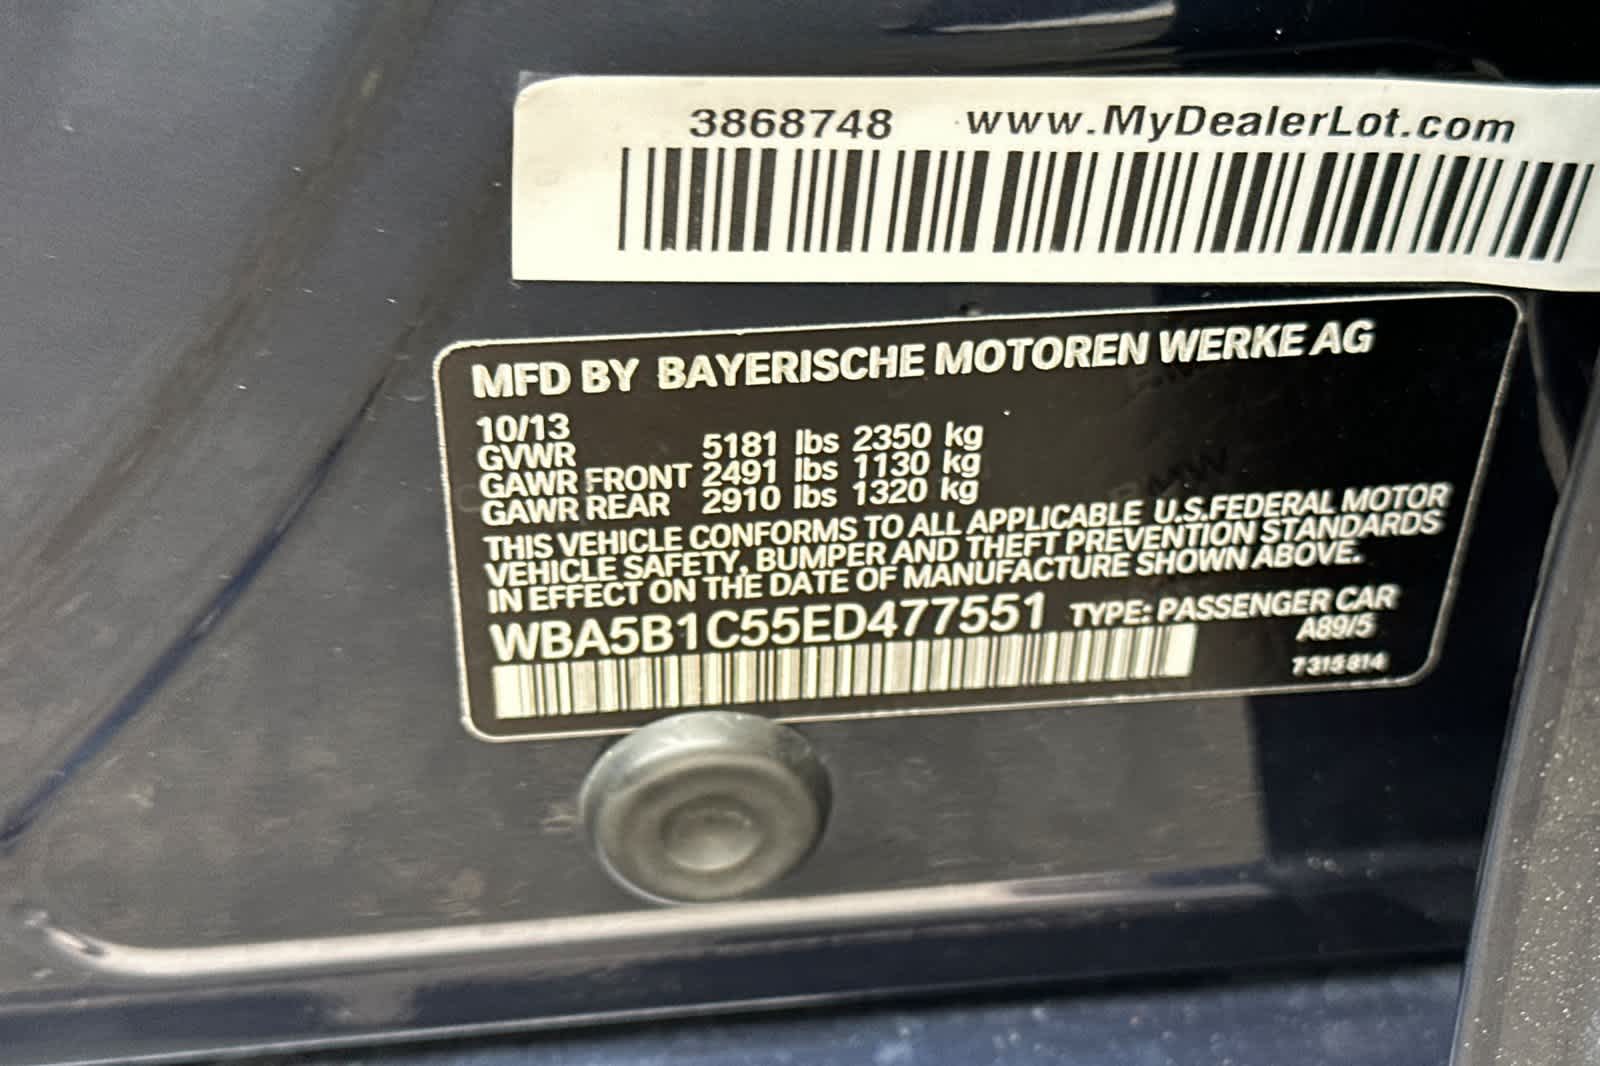 3868748 www.MyDealerLot.com
MFD BY BAYERISCHE MOTOREN WERKE AG
10/13
GVWR 5181 lbs 2350 kg
GAWR FRONT 2491 lbs 1130 kg
GAWR REAR 2910 lbs 1320 kg
THIS VEHICLE CONFORMS TO ALL APPLICABLE U.S.FEDERAL MOTOR
VEHICLE SAFETY, BUMPER AND THEFT PREVENTION STANDARDS
IN EFFECT ON THE DATE OF MANUFACTURE SHOWN ABOVE.
WBA5B1C55ED477551 TYPE: PASSENGER CAR
A89/5
7 315 814